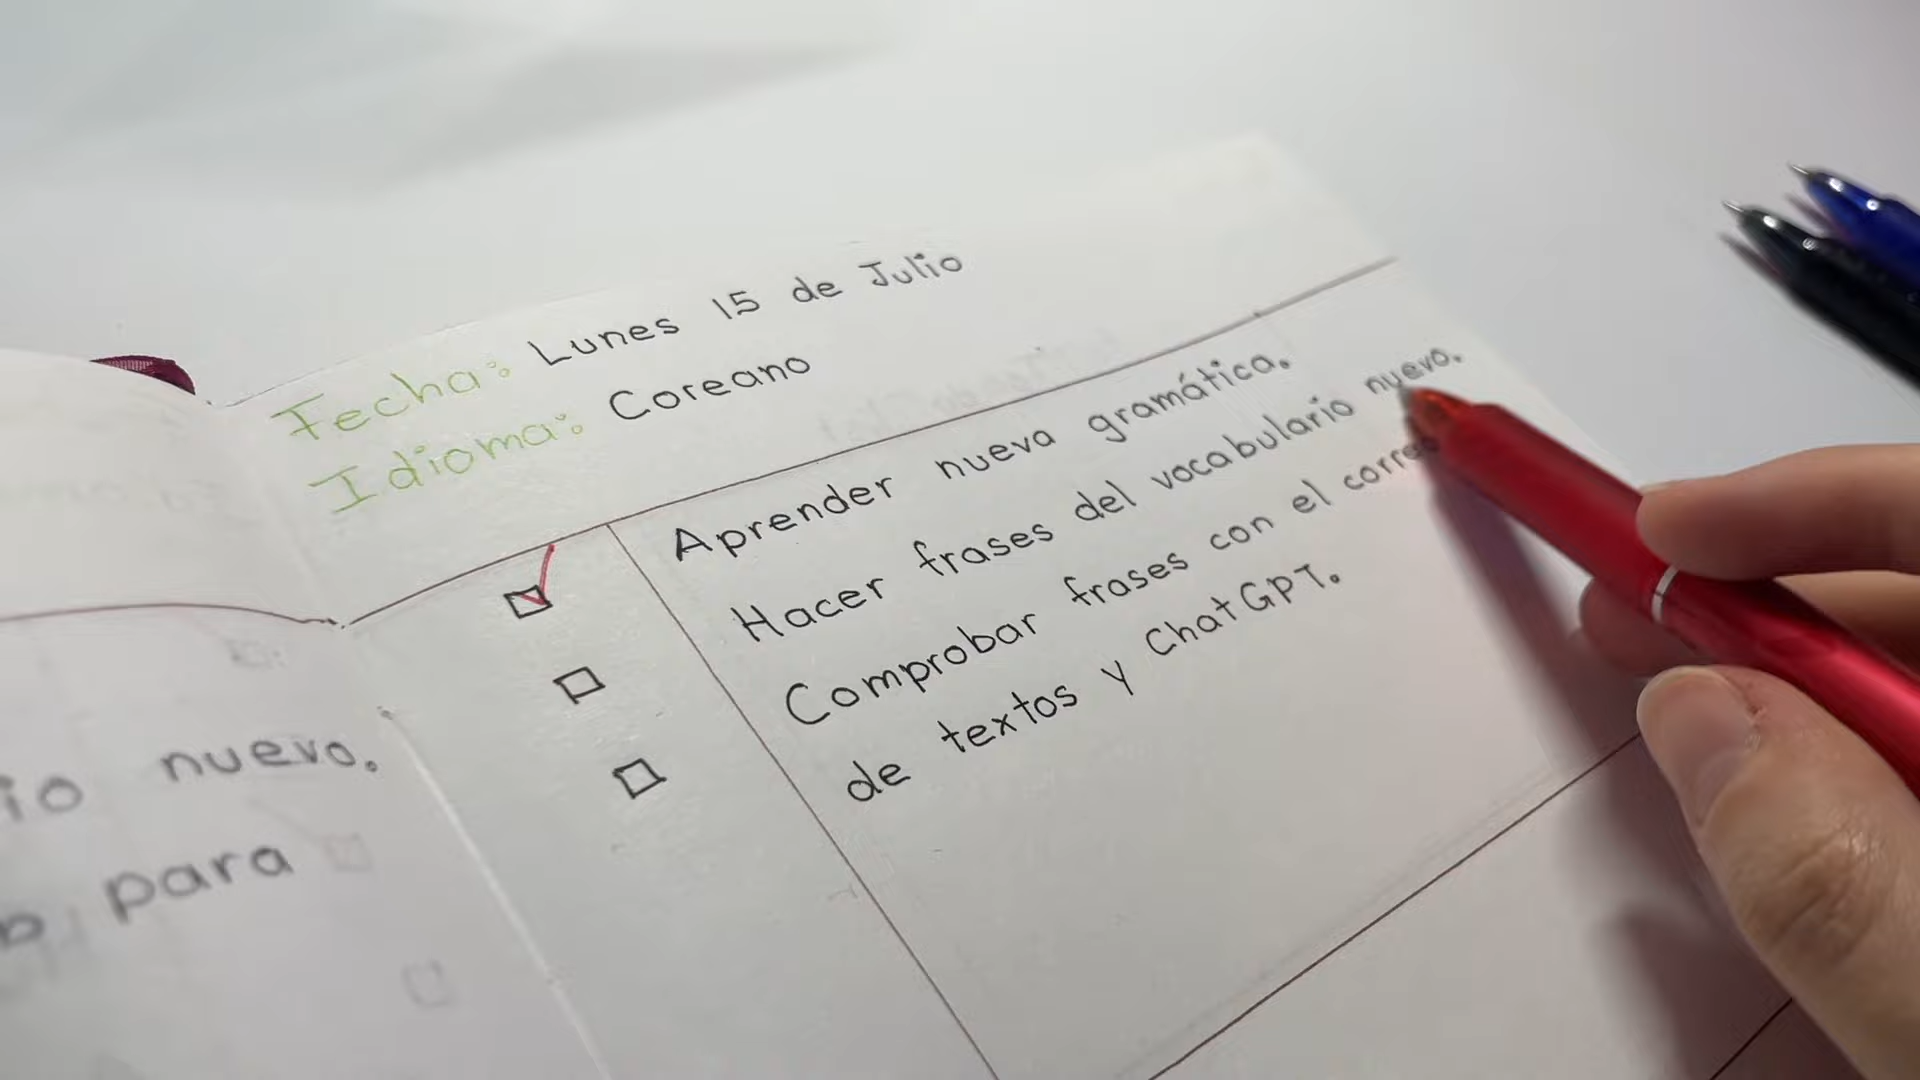 Fecha: Lunes 15 de Julio
Idioma: Coreano
Aprender nueva gramática.
Hacer frases del vocabulario nuevo.
Comprobar frases con el
de textos y ChatGPT.
nuevo.
para